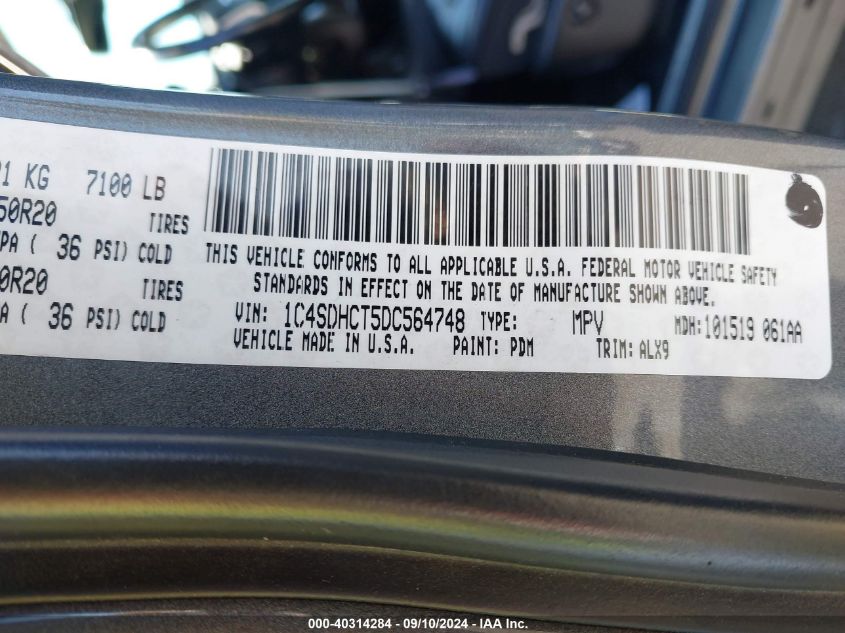 1 KG 7100 LB
50R20 TIRES
PA ( 36 PSI) COLD
0R20 TIRES
A ( 36 PSI) COLD
THIS VEHICLE CONFORMS TO ALL APPLICABLE U.S.A. FEDERAL MOTOR VEHICLE SAFETY
STANDARDS IN EFFECT ON THE DATE OF MANUFACTURE SHOWN ABOVE.
VIN: 1C4SDHCT5DC564748 TYPE: MPV MDH:101519 061AA
VEHICLE MADE IN U.S.A. PAINT: PDM TRIM: ALX9
000-40314284 - 09/10/2024 - IAA Inc.